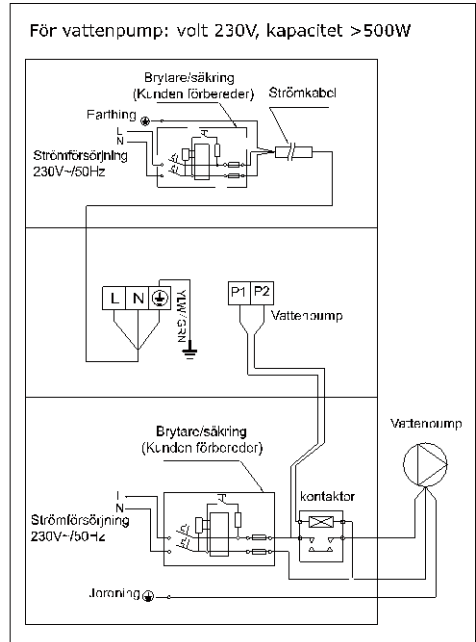 För vattenpump: volt 230V, kapacitet >500W
Brytare/säkring
(Kunden förbereder)
Strömkabel
Earthing
L
N
Strömförsörjning
230V~/50Hz
L N
YLW/GRN
P1 P2
Vattenpump
Brytare/säkring
(Kunden förbereder)
Vattenpump
kontaktor
L
N
Strömförsörjning
230V~/50Hz
Jordning